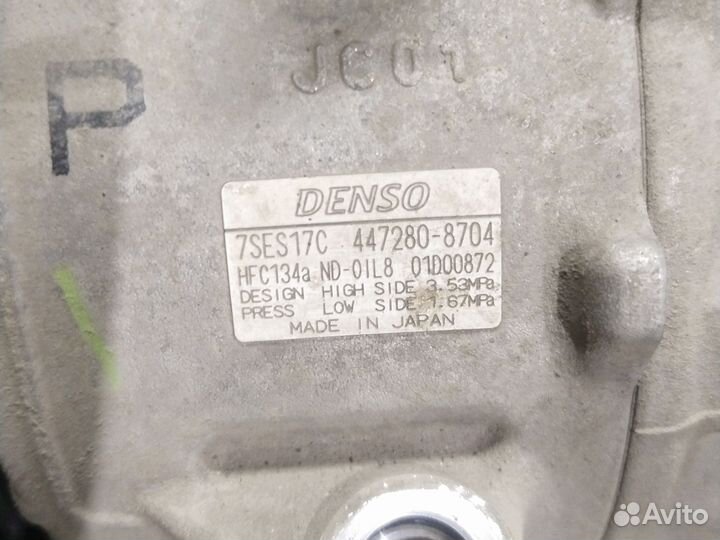 JC01
P
DENSO
7SES17C 447280-8704
HFC134a ND-OIL8 01D00872
DESIGN HIGH SIDE 3.53MPa
PRESS LOW SIDE 1.67MPa
MADE IN JAPAN
Avito